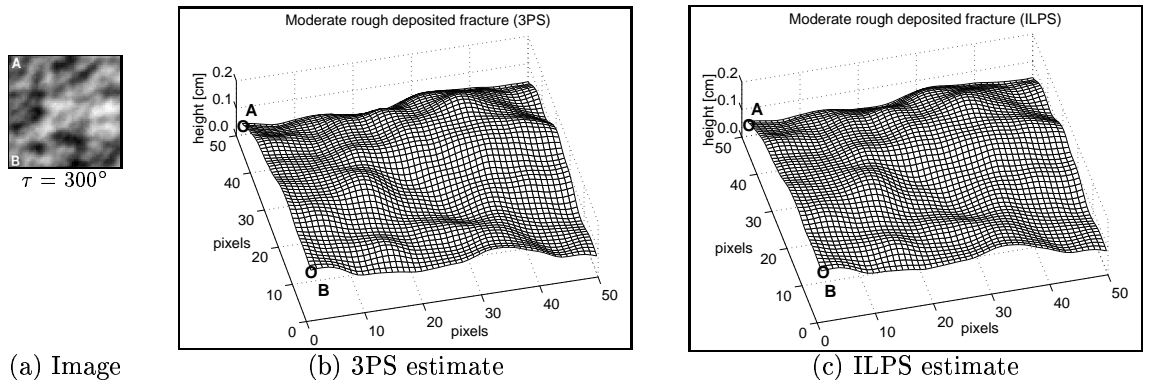 A
B
τ = 300°
(a) Image
Moderate rough deposited fracture (3PS)
height [cm]
0.2
0.1
0.0
A
O
50
40
30
20
10
0
pixels
O
B
0
10
20
30
40
50
pixels
(b) 3PS estimate
Moderate rough deposited fracture (ILPS)
height [cm]
0.2
0.1
0.0
A
O
50
40
30
20
10
0
pixels
O
B
0
10
20
30
40
50
pixels
(c) ILPS estimate